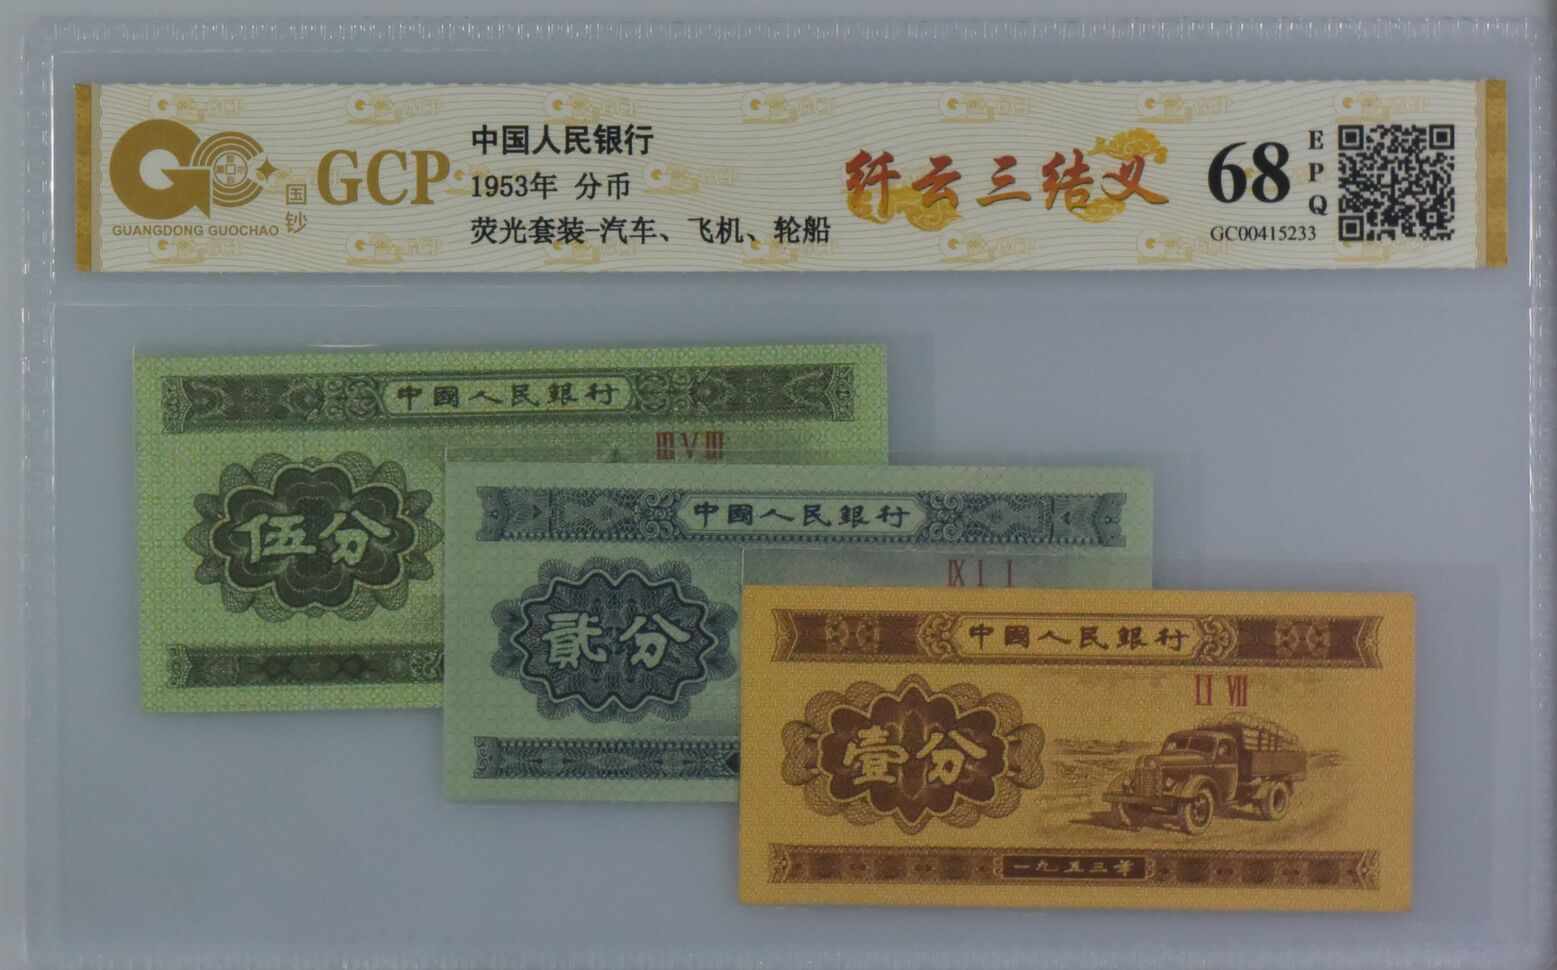 GCP
国钞
GUANGDONG GUOCHAO
中国人民银行
1953年 分币
荧光套装-汽车、飞机、轮船
纤云三结义
68
EPQ
GC00415233
中國人民銀行
III V III
伍分
中國人民銀行
IX I I
貳分
中國人民銀行
II VII
壹分
一九五三年